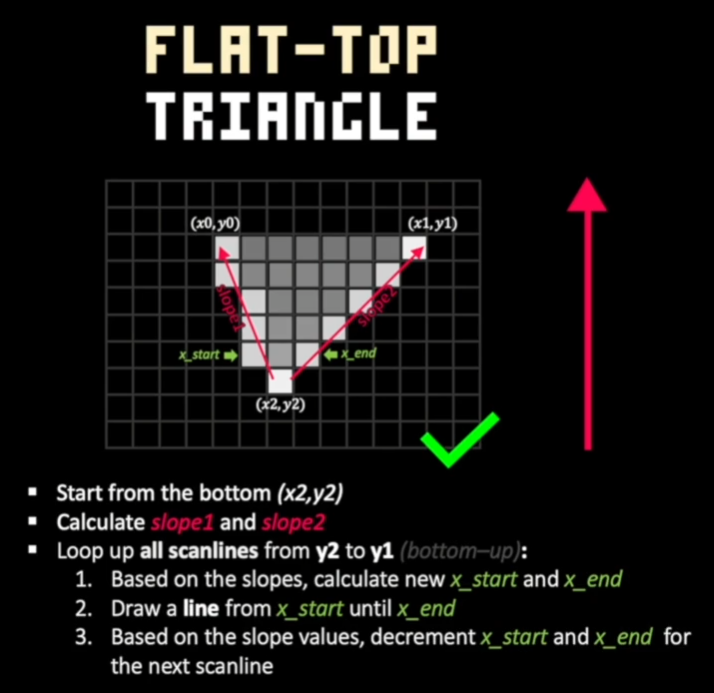 FLAT-TOP
TRIANGLE
(x0,y0) (x1,y1)
slope1 slope2
x_start x_end
(x2,y2)
▪ Start from the bottom (x2,y2)
▪ Calculate slope1 and slope2
▪ Loop up all scanlines from y2 to y1 (bottom–up):
1. Based on the slopes, calculate new x_start and x_end
2. Draw a line from x_start until x_end
3. Based on the slope values, decrement x_start and x_end for
the next scanline